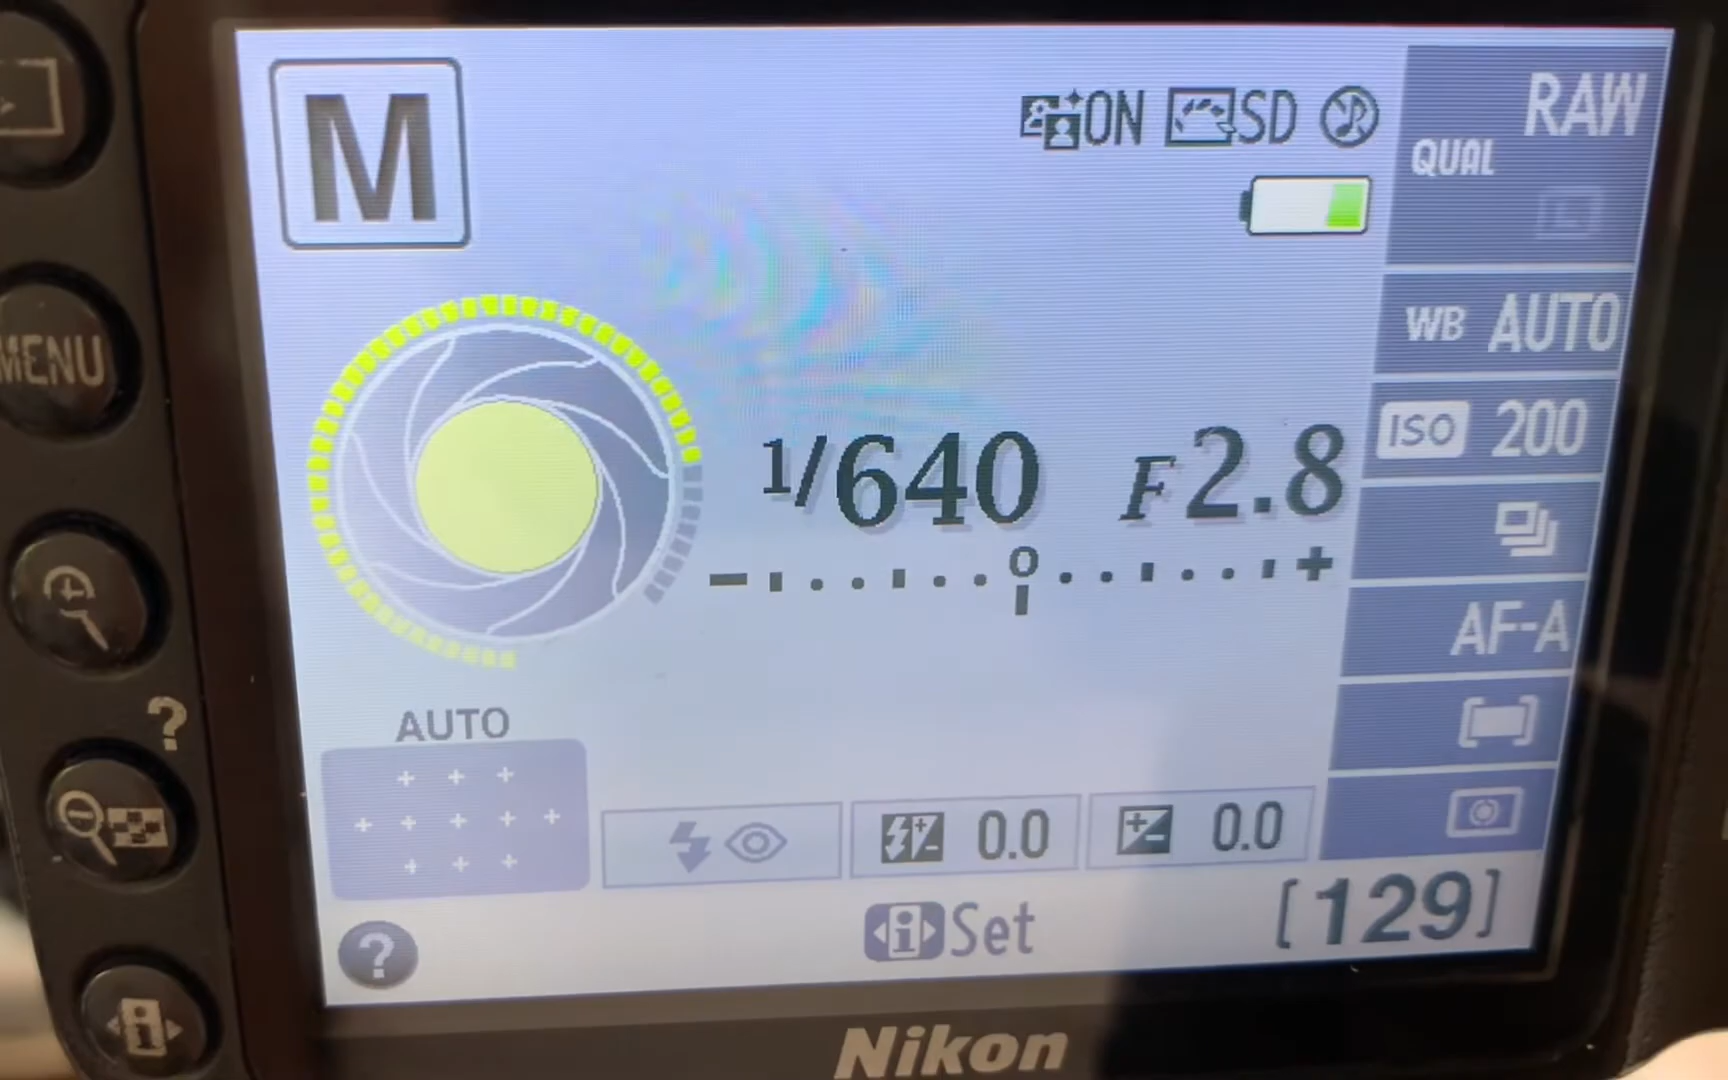 M
ON SD
RAW
QUAL
L
WB AUTO
ISO 200
1/640 F2.8
- 0 +
AF-A
AUTO
0.0 0.0
i Set
[129]
?
MENU
?
i
Nikon